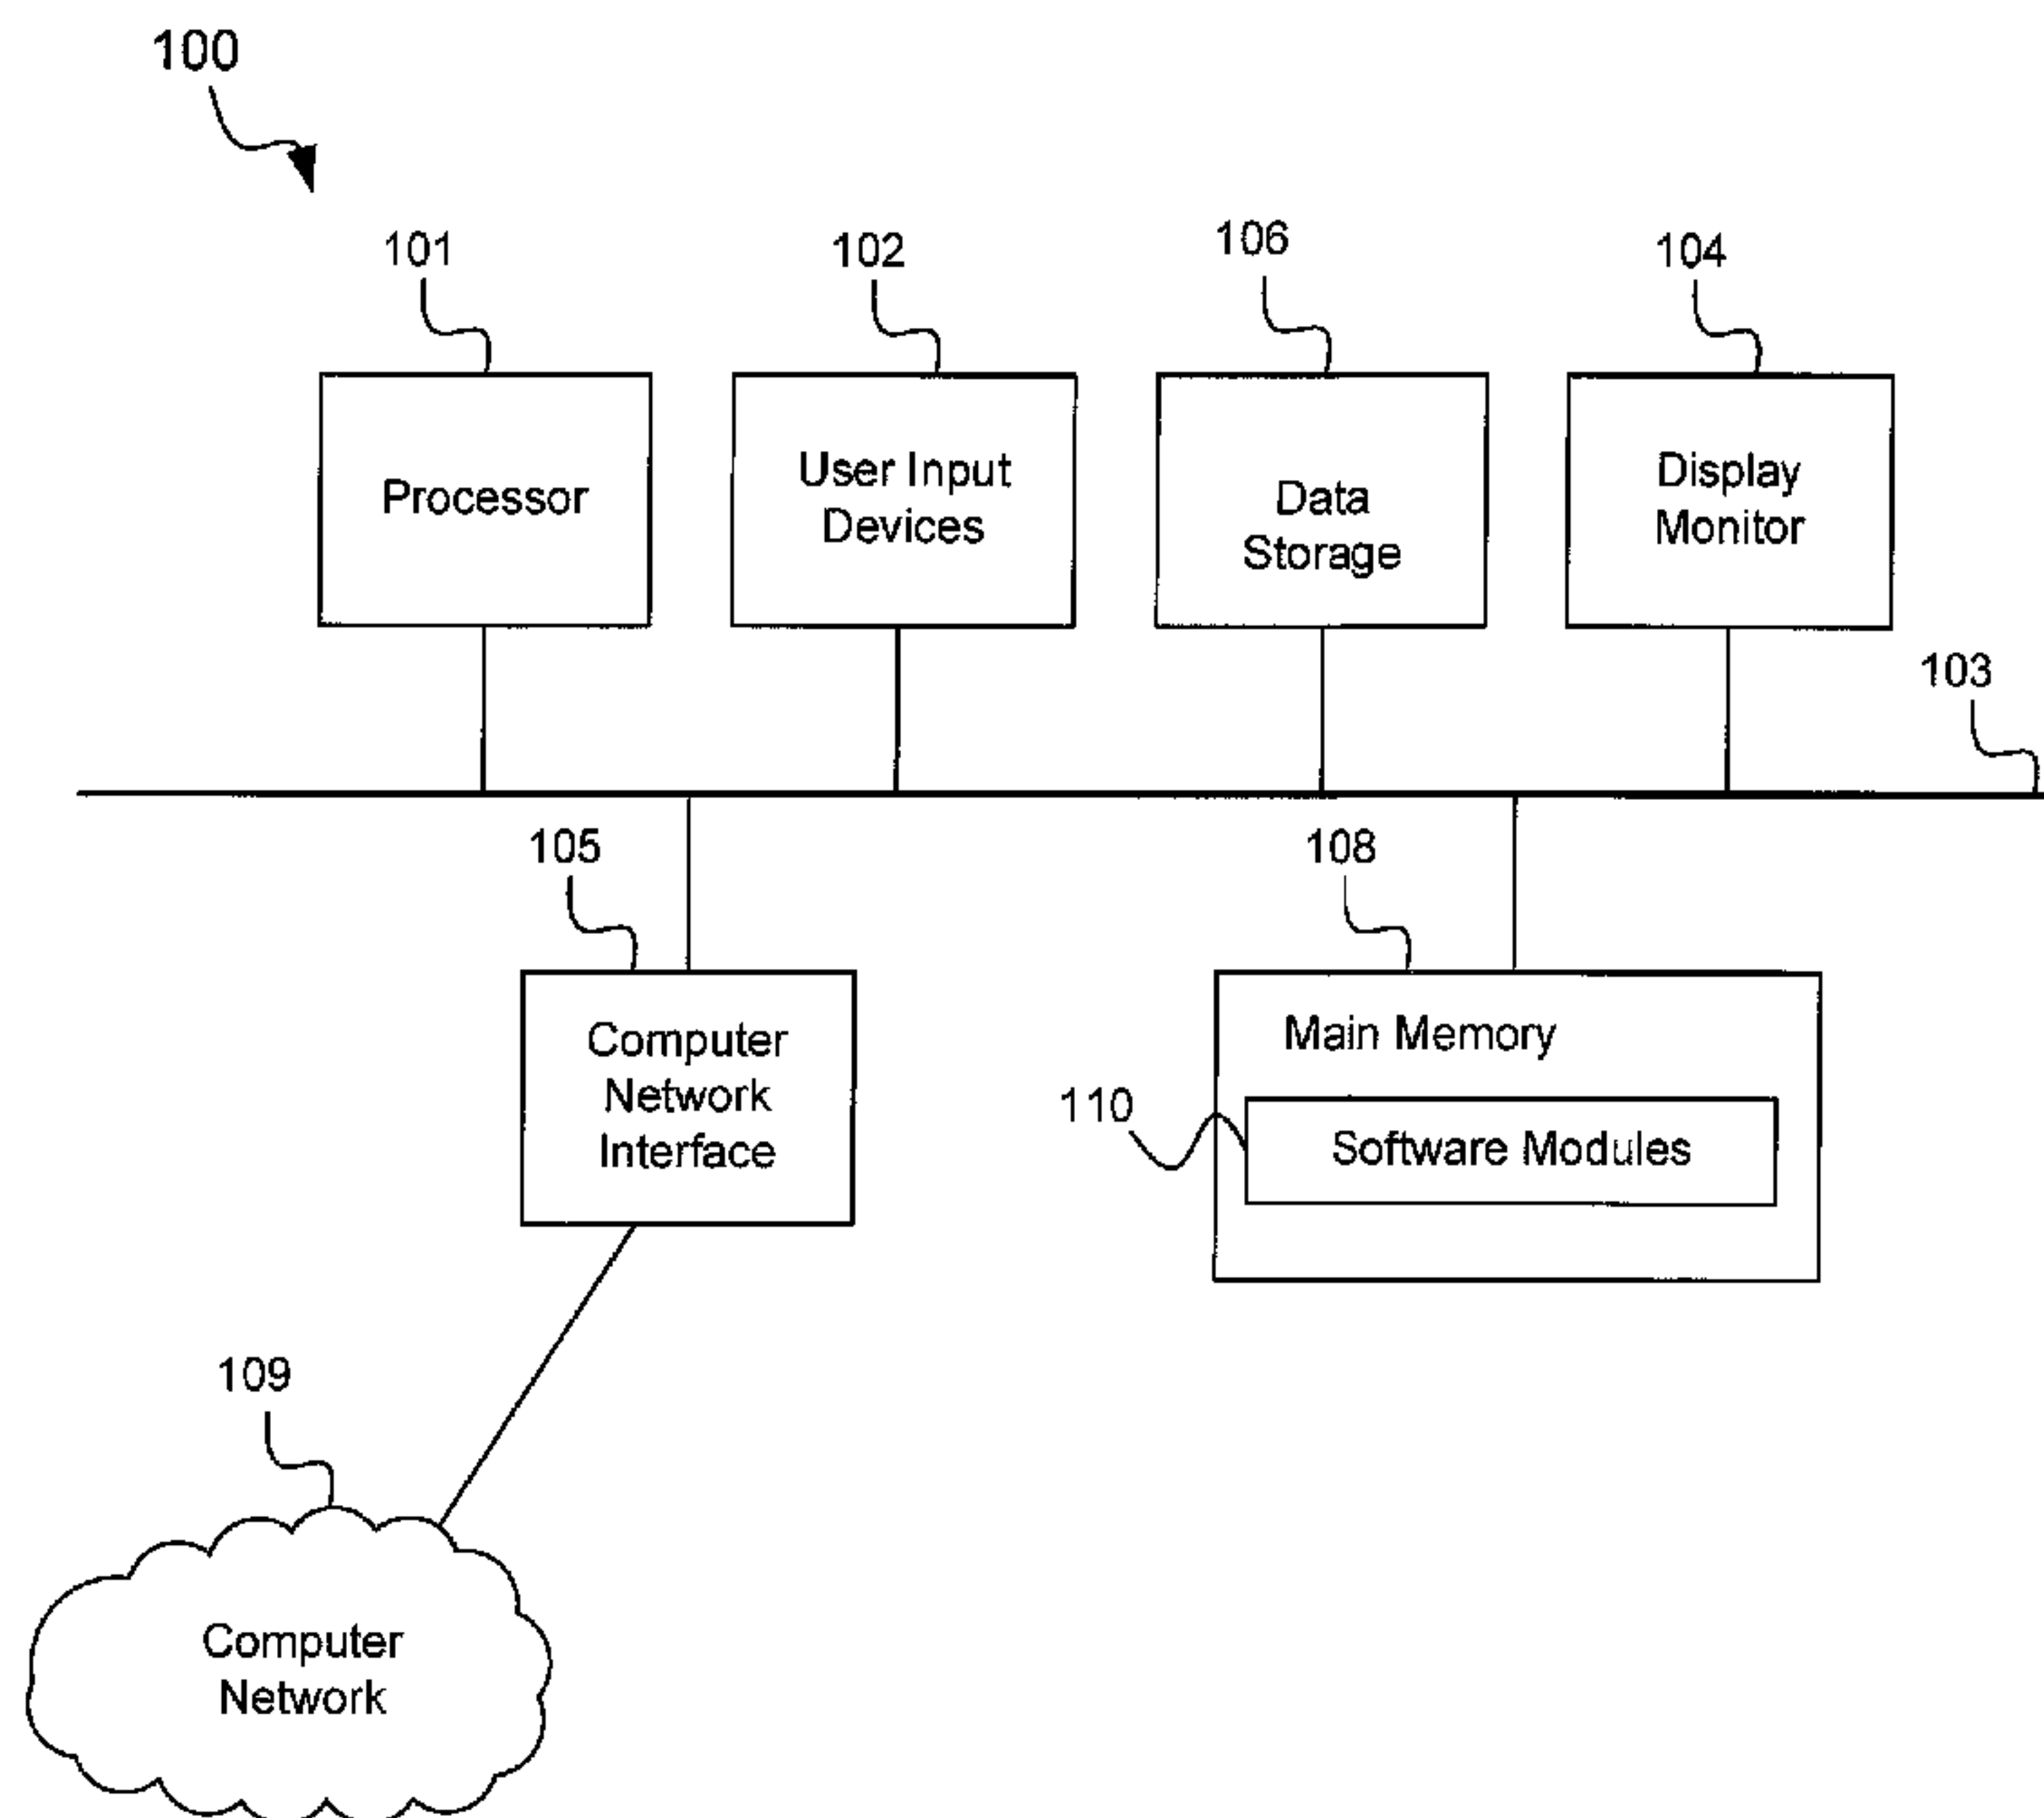 100
101
102
106
104
Processor
User Input
Devices
Data
Storage
Display
Monitor
103
105
108
Computer
Network
Interface
Main Memory
110
Software Modules
109
Computer
Network